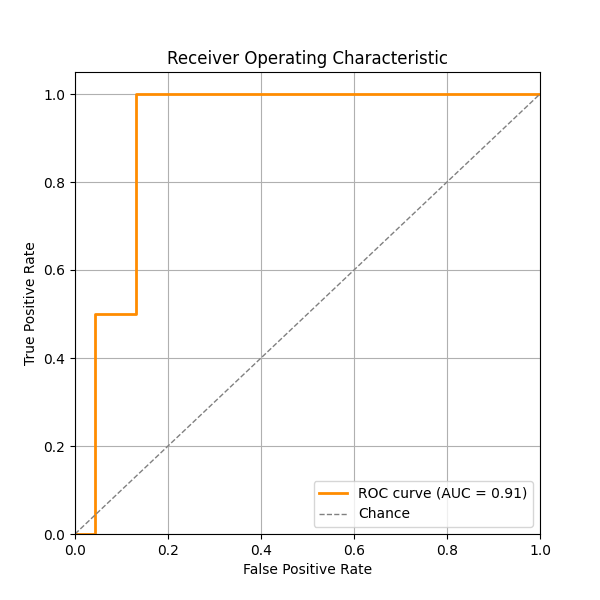 Receiver Operating Characteristic
True Positive Rate
1.0
0.8
0.6
0.4
0.2
0.0
ROC curve (AUC = 0.91)
Chance
0.0 0.2 0.4 0.6 0.8 1.0
False Positive Rate